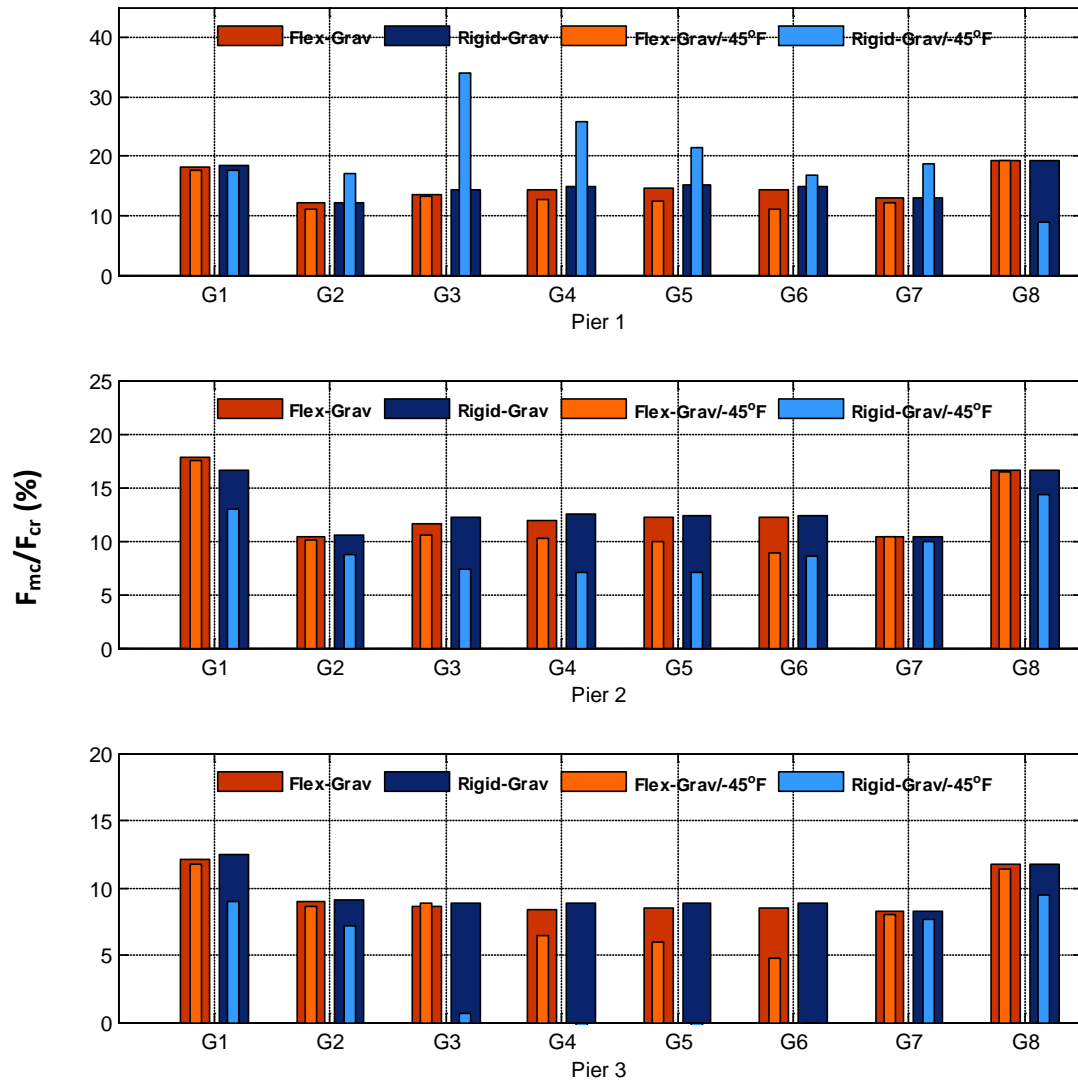 40
30
20
10
0
Flex-Grav Rigid-Grav Flex-Grav/-45°F Rigid-Grav/-45°F
G1 G2 G3 G4 G5 G6 G7 G8
Pier 1
Fmc/Fcr (%)
25
20
15
10
5
0
Flex-Grav Rigid-Grav Flex-Grav/-45°F Rigid-Grav/-45°F
G1 G2 G3 G4 G5 G6 G7 G8
Pier 2
20
15
10
5
0
Flex-Grav Rigid-Grav Flex-Grav/-45°F Rigid-Grav/-45°F
G1 G2 G3 G4 G5 G6 G7 G8
Pier 3